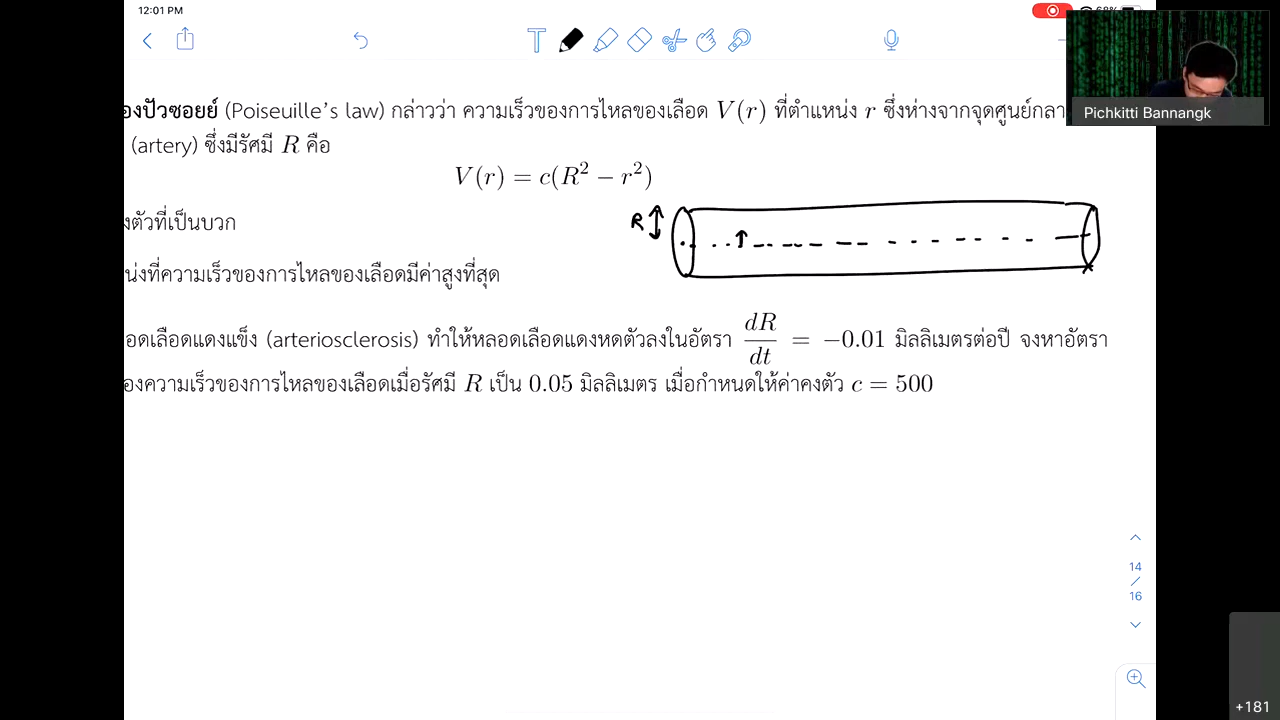 12:01 PM
68%
Pichkitti Bannangk
องปัวซอยย์ (Poiseuille's law) กล่าวว่า ความเร็วของการไหลของเลือด V(r) ที่ตำแหน่ง r ซึ่งห่างจากจุดศูนย์กลา
(artery) ซึ่งมีรัศมี R คือ
V(r) = c(R² − r²)
R
งตัวที่เป็นบวก
น่งที่ความเร็วของการไหลของเลือดมีค่าสูงที่สุด
อดเลือดแดงแข็ง (arteriosclerosis) ทำให้หลอดเลือดแดงหดตัวลงในอัตรา dR/dt = −0.01 มิลลิเมตรต่อปี จงหาอัตรา
องความเร็วของการไหลของเลือดเมื่อรัศมี R เป็น 0.05 มิลลิเมตร เมื่อกำหนดให้ค่าคงตัว c = 500
14
/
16
+181